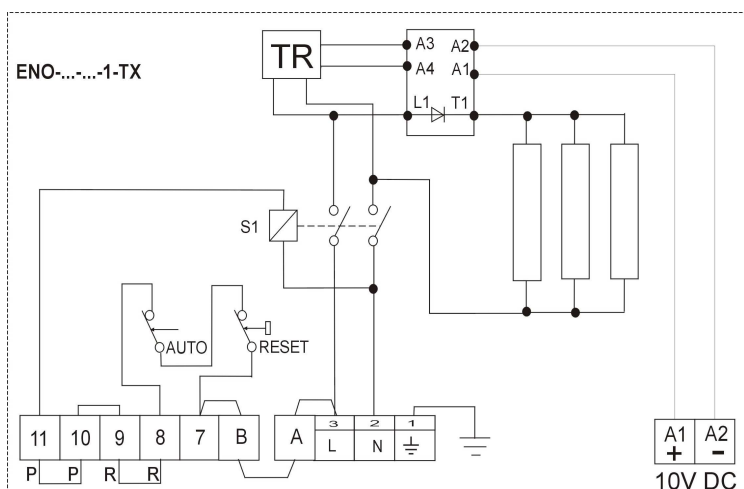 TR
A3 A2
A4 A1
ENO-...-...-1-TX
L1 T1
S1
AUTO
RESET
3 2 1
11 10 9 8 7 B A L N
A1 A2
+ -
P P R R
10V DC